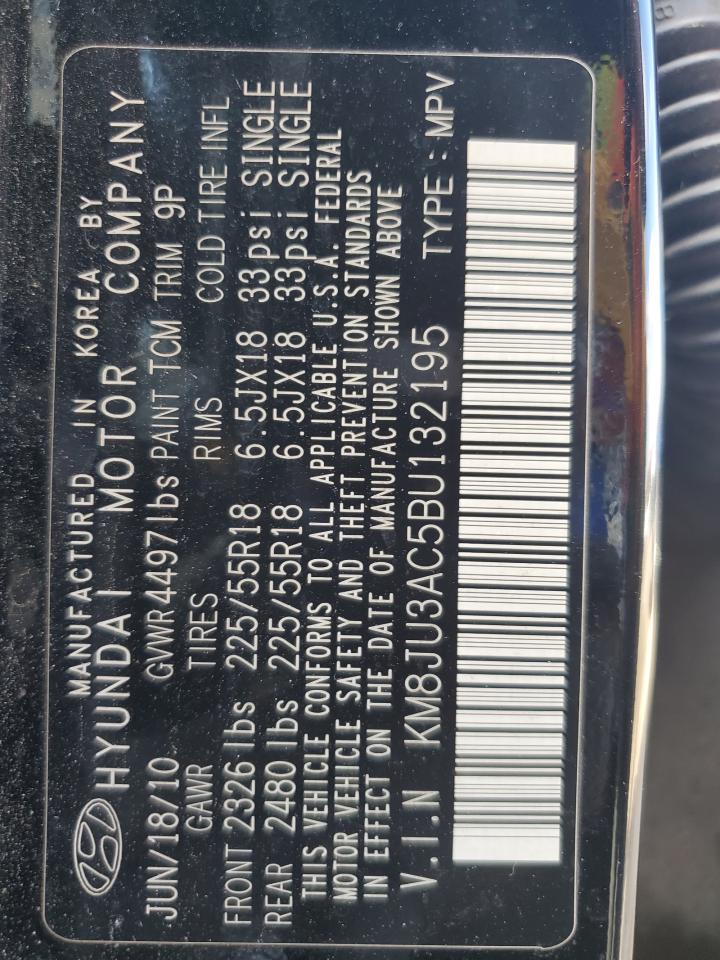 MANUFACTURED IN KOREA BY
HYUNDAI MOTOR COMPANY
JUN/18/10 GVWR 4497 lbs PAINT TCM TRIM 9P
GAWR TIRES RIMS COLD TIRE INFL
FRONT 2326 lbs 225/55R18 6.5JX18 33psi SINGLE
REAR 2480 lbs 225/55R18 6.5JX18 33psi SINGLE
THIS VEHICLE CONFORMS TO ALL APPLICABLE U.S.A. FEDERAL
MOTOR VEHICLE SAFETY AND THEFT PREVENTION STANDARDS
IN EFFECT ON THE DATE OF MANUFACTURE SHOWN ABOVE
V.I.N KM8JU3AC5BU132195 TYPE : MPV